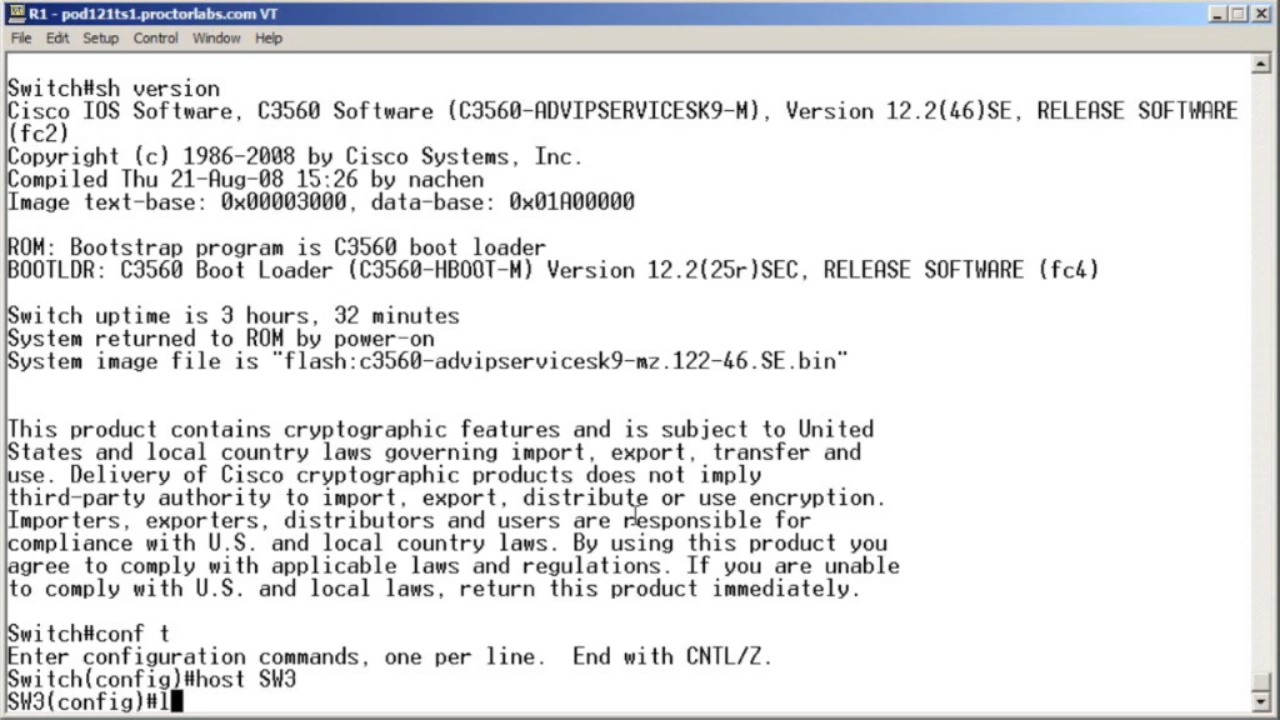 R1 - pod121ts1.proctorlabs.com VT
File Edit Setup Control Window Help
Switch#sh version
Cisco IOS Software, C3560 Software (C3560-ADVIPSERVICESK9-M), Version 12.2(46)SE, RELEASE SOFTWARE
(fc2)
Copyright (c) 1986-2008 by Cisco Systems, Inc.
Compiled Thu 21-Aug-08 15:26 by nachen
Image text-base: 0x00003000, data-base: 0x01A00000
ROM: Bootstrap program is C3560 boot loader
BOOTLDR: C3560 Boot Loader (C3560-HBOOT-M) Version 12.2(25r)SEC, RELEASE SOFTWARE (fc4)
Switch uptime is 3 hours, 32 minutes
System returned to ROM by power-on
System image file is "flash:c3560-advipservicesk9-mz.122-46.SE.bin"
This product contains cryptographic features and is subject to United
States and local country laws governing import, export, transfer and
use. Delivery of Cisco cryptographic products does not imply
third-party authority to import, export, distribute or use encryption.
Importers, exporters, distributors and users are responsible for
compliance with U.S. and local country laws. By using this product you
agree to comply with applicable laws and regulations. If you are unable
to comply with U.S. and local laws, return this product immediately.
Switch#conf t
Enter configuration commands, one per line.  End with CNTL/Z.
Switch(config)#host SW3
SW3(config)#l